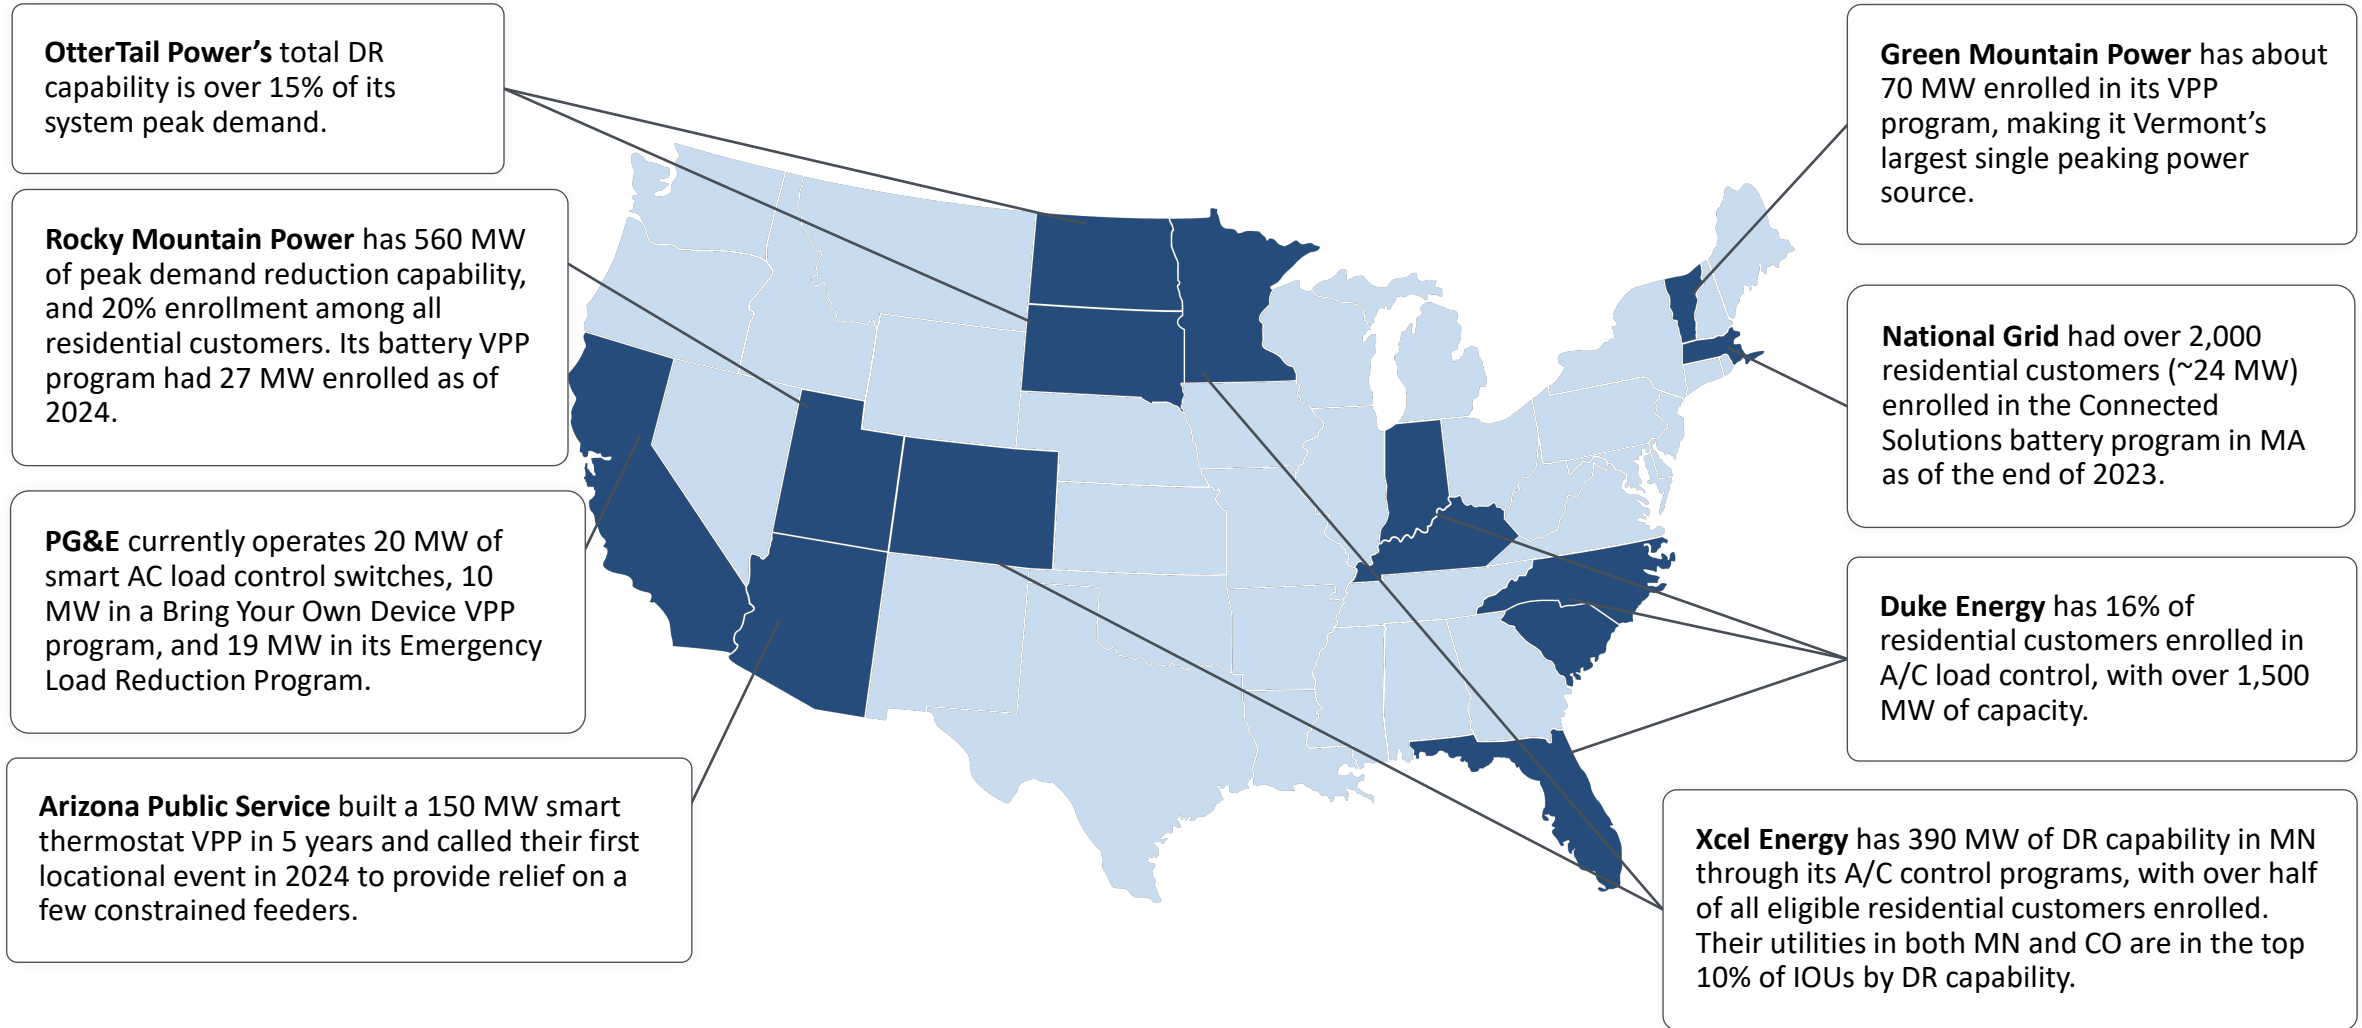 OtterTail Power’s total DR
capability is over 15% of its
system peak demand.
Rocky Mountain Power has 560 MW
of peak demand reduction capability,
and 20% enrollment among all
residential customers. Its battery VPP
program had 27 MW enrolled as of
2024.
PG&E currently operates 20 MW of
smart AC load control switches, 10
MW in a Bring Your Own Device VPP
program, and 19 MW in its Emergency
Load Reduction Program.
Arizona Public Service built a 150 MW smart
thermostat VPP in 5 years and called their first
locational event in 2024 to provide relief on a
few constrained feeders.
Green Mountain Power has about
70 MW enrolled in its VPP
program, making it Vermont’s
largest single peaking power
source.
National Grid had over 2,000
residential customers (~24 MW)
enrolled in the Connected
Solutions battery program in MA
as of the end of 2023.
Duke Energy has 16% of
residential customers enrolled in
A/C load control, with over 1,500
MW of capacity.
Xcel Energy has 390 MW of DR capability in MN
through its A/C control programs, with over half
of all eligible residential customers enrolled.
Their utilities in both MN and CO are in the top
10% of IOUs by DR capability.